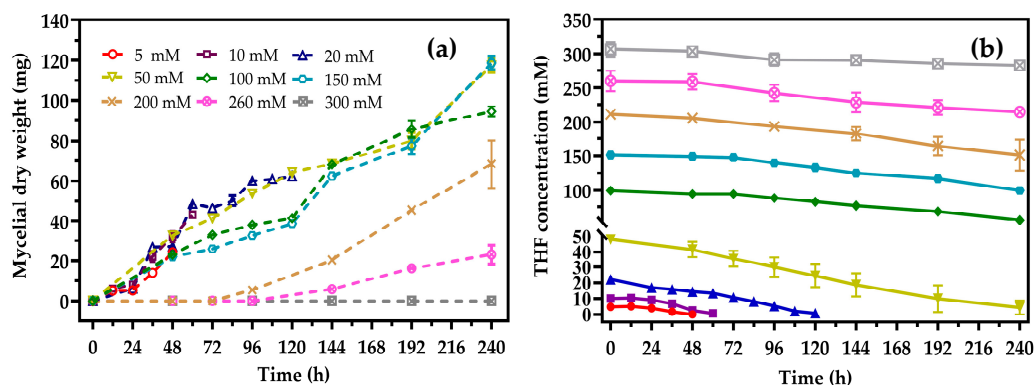 (a)
5 mM 10 mM 20 mM
50 mM 100 mM 150 mM
200 mM 260 mM 300 mM
Mycelial dry weight (mg)
140
120
100
80
60
40
20
0
0 24 48 72 96 120 144 168 192 216 240
Time (h)
(b)
THF concentration (mM)
350
300
250
200
150
100
50
40
30
20
10
0
0 24 48 72 96 120 144 168 192 216 240
Time (h)